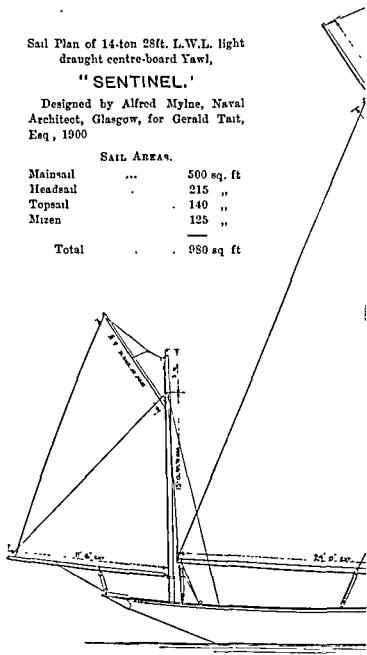 Sail Plan of 14-ton 28ft. L.W.L. light
draught centre-board Yawl,
"SENTINEL.'
Designed by Alfred Mylne, Naval
Architect, Glasgow, for Gerald Tait,
Esq, 1900
SAIL AREAS.
Mainsail ... 500 sq. ft
Headsail . 215 „
Topsail . 140 „
Mizen 125 „
Total . . 980 sq ft